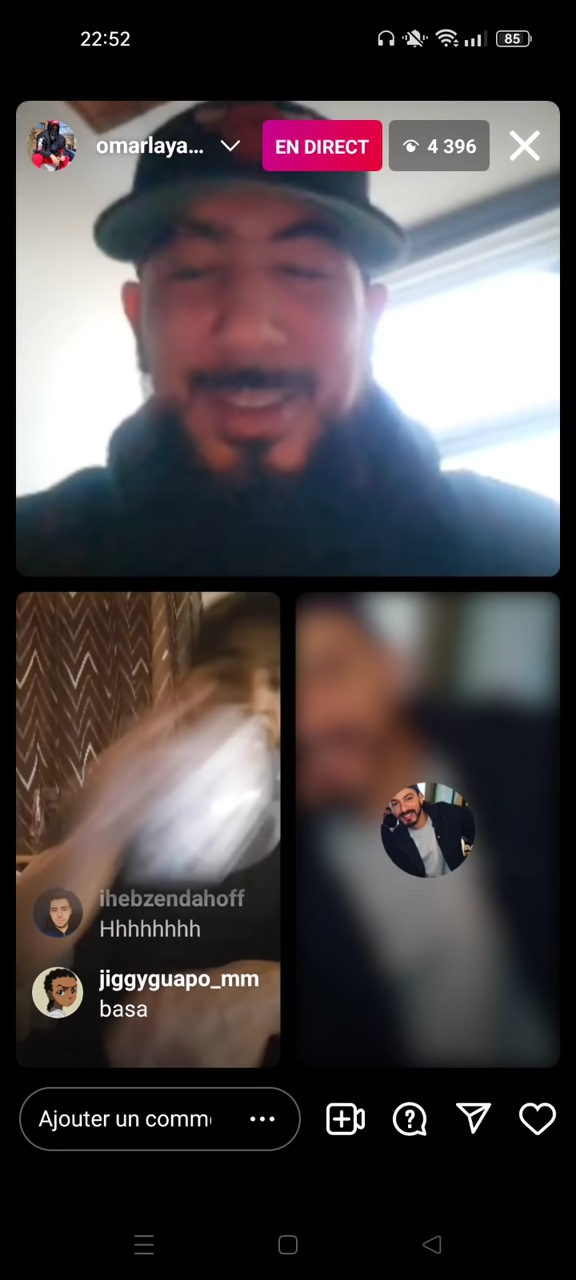 22:52
85
omarlaya...
EN DIRECT
4 396
ihebzendahoff
Hhhhhhhh
jiggyguapo_mm
basa
Ajouter un comm